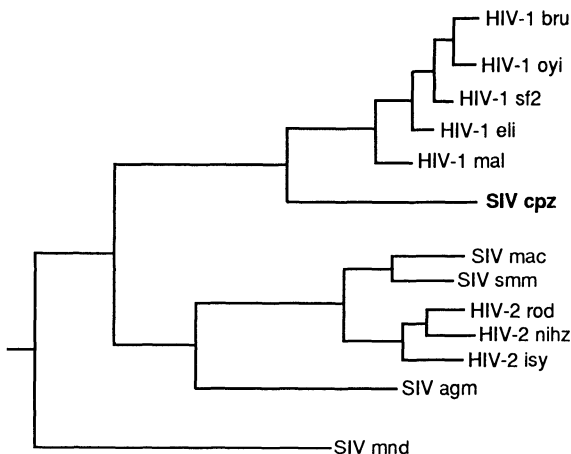 HIV-1 bru
HIV-1 oyi
HIV-1 sf2
HIV-1 eli
HIV-1 mal
SIV cpz
SIV mac
SIV smm
HIV-2 rod
HIV-2 nihz
HIV-2 isy
SIV agm
SIV mnd